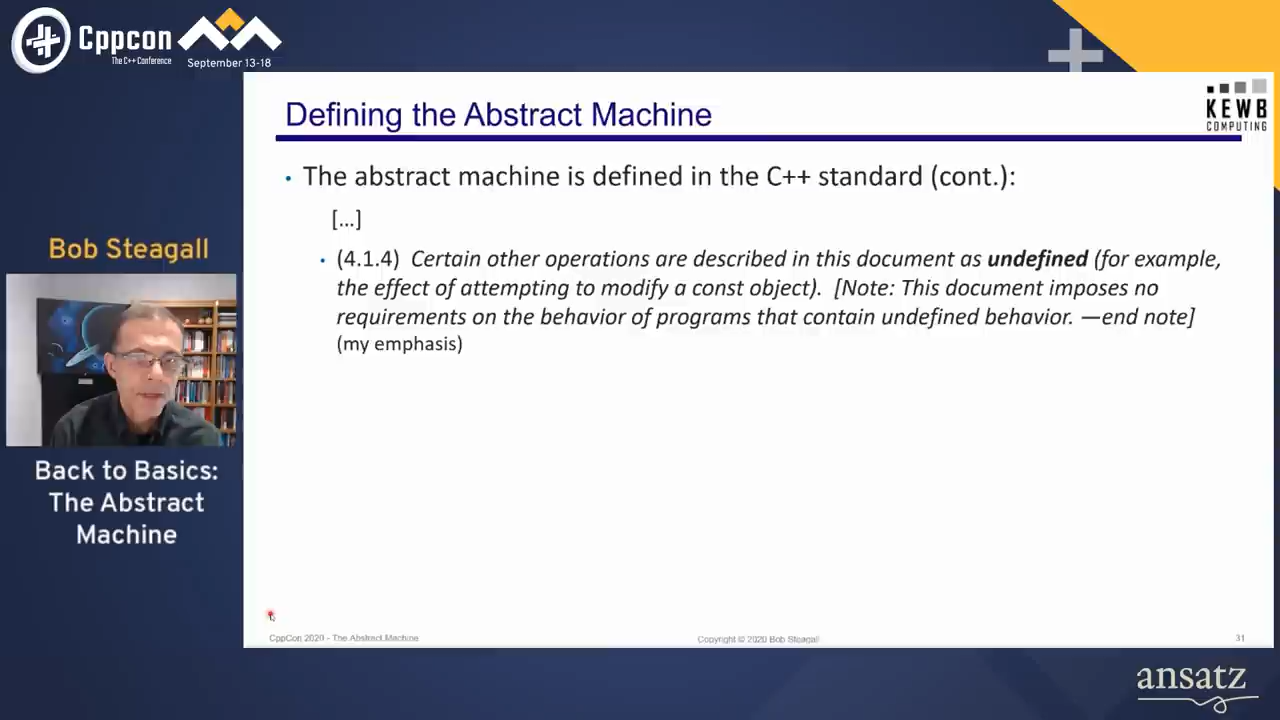 Cppcon
The C++ Conference
September 13-18
KEWB
COMPUTING
Defining the Abstract Machine
• The abstract machine is defined in the C++ standard (cont.):
[…]
• (4.1.4) Certain other operations are described in this document as undefined (for example,
the effect of attempting to modify a const object). [Note: This document imposes no
requirements on the behavior of programs that contain undefined behavior. —end note]
(my emphasis)
Bob Steagall
Back to Basics:
The Abstract
Machine
CppCon 2020 - The Abstract Machine
Copyright © 2020 Bob Steagall
31
ansatz